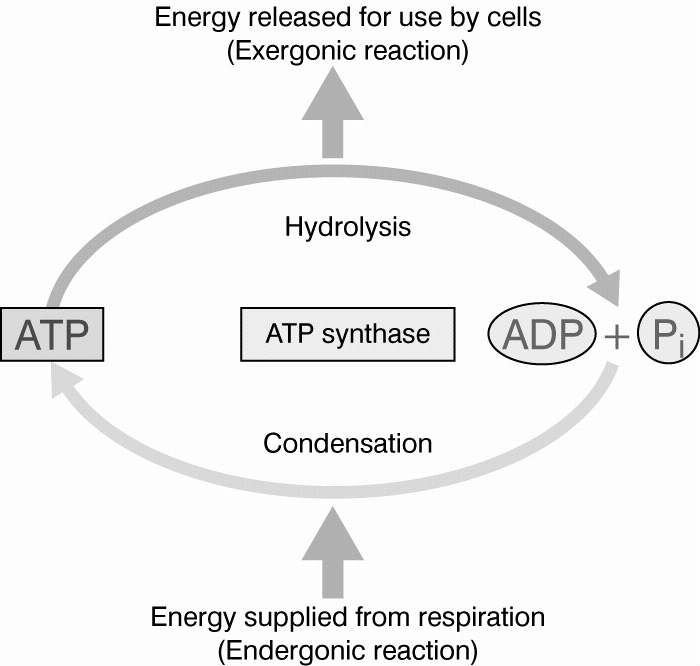 Energy released for use by cells
(Exergonic reaction)
Hydrolysis
ATP
ATP synthase
ADP + Pi
Condensation
Energy supplied from respiration
(Endergonic reaction)